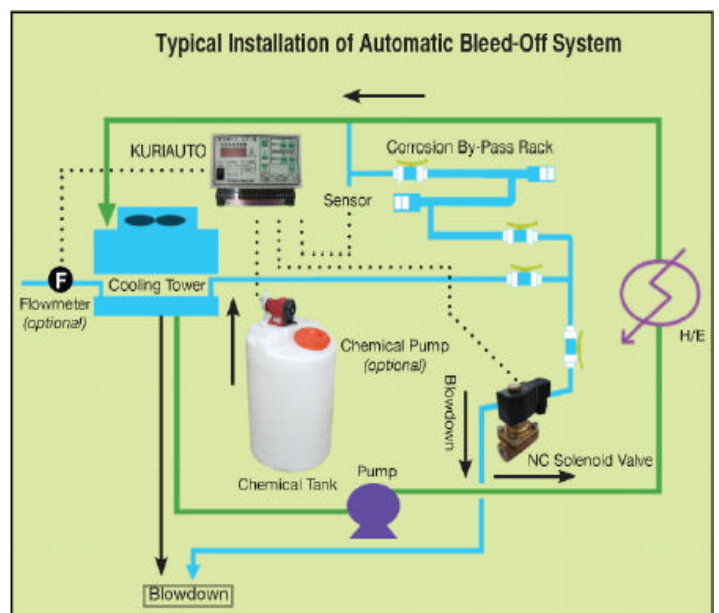 Typical Installation of Automatic Bleed-Off System
KURIAUTO
Corrosion By-Pass Rack
Sensor
F
Cooling Tower
Flowmeter
(optional)
H/E
Chemical Pump
(optional)
Blowdown
NC Solenoid Valve
Pump
Chemical Tank
Blowdown